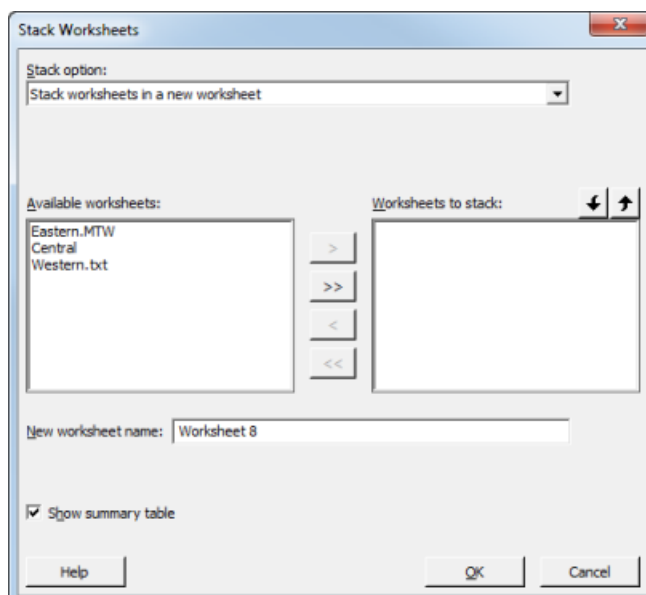 Stack Worksheets
Stack option:
Stack worksheets in a new worksheet
Available worksheets:
Worksheets to stack:
Eastern.MTW
Central
Western.txt
>
>>
<
<<
New worksheet name: Worksheet 8
Show summary table
Help
OK
Cancel